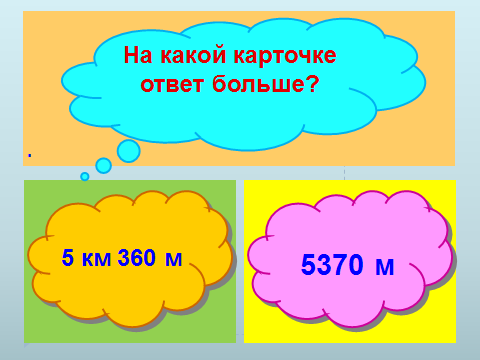 На какой карточке
ответ больше?
.
5 км 360 м
5370 м